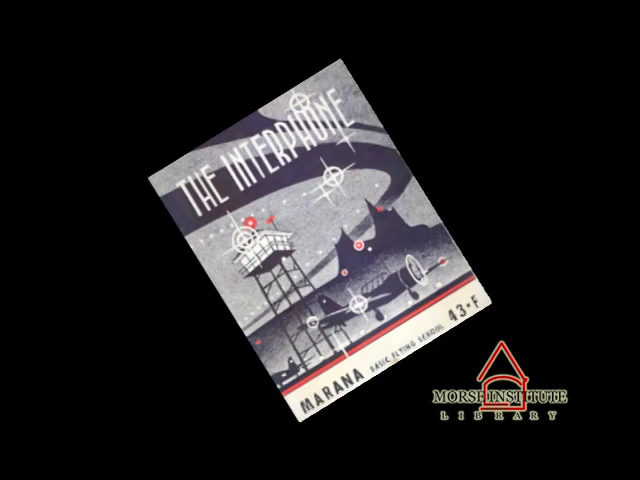 THE INTERPHONE
MARANA BASIC FLYING SCHOOL 43-F
MORSE INSTITUTE
LIBRARY